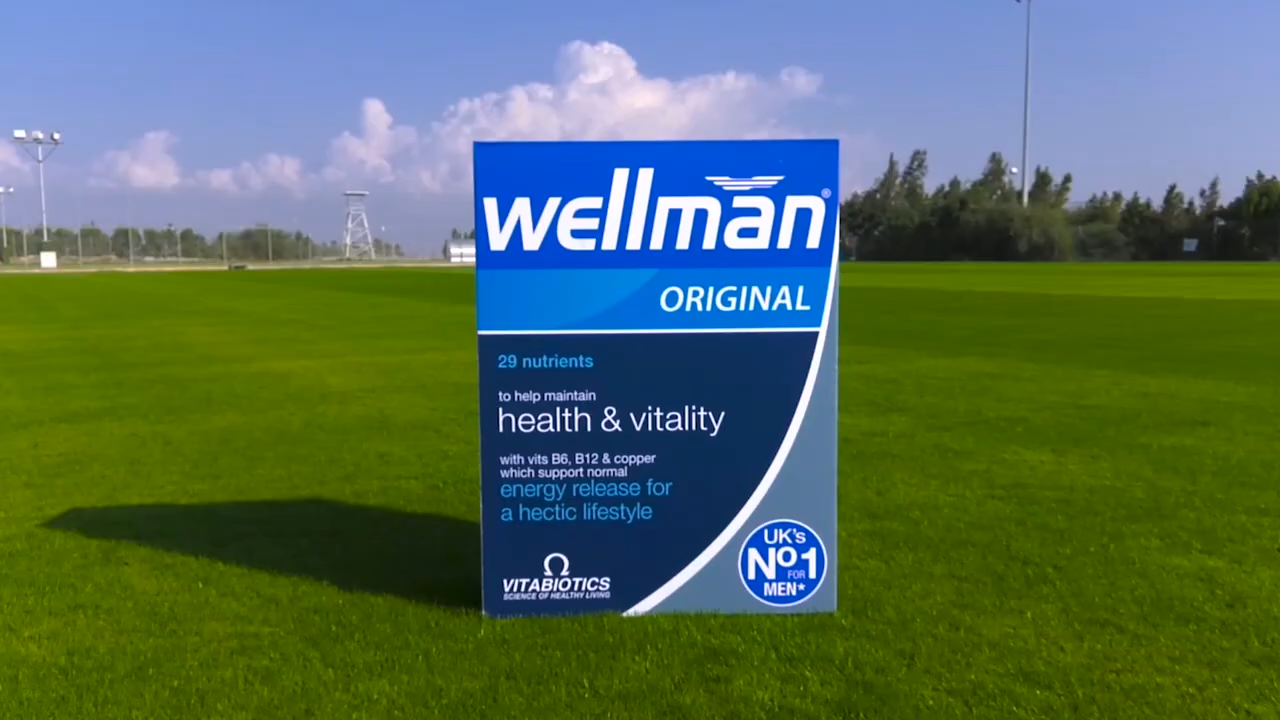 wellman®
ORIGINAL
29 nutrients
to help maintain
health & vitality
with vits B6, B12 & copper
which support normal
energy release for
a hectic lifestyle
VITABIOTICS
SCIENCE OF HEALTHY LIVING
UK's
Nº1
FOR
MEN*